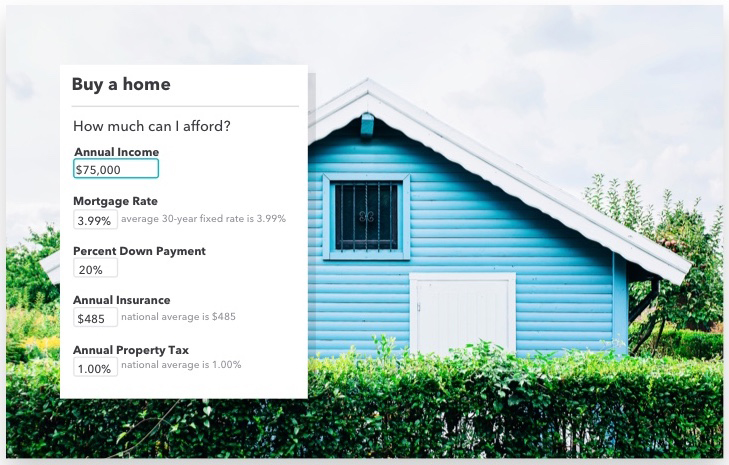 Buy a home
How much can I afford?
Annual Income
$75,000
Mortgage Rate
3.99% average 30-year fixed rate is 3.99%
Percent Down Payment
20%
Annual Insurance
$485 national average is $485
Annual Property Tax
1.00% national average is 1.00%